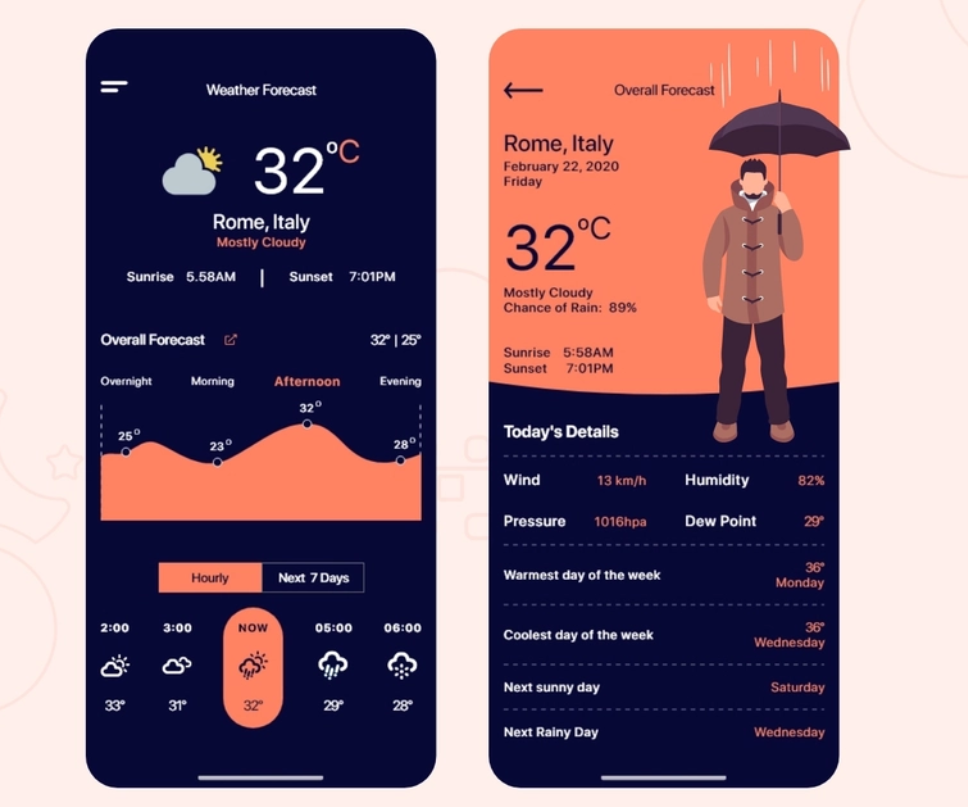 Weather Forecast
32°C
Rome, Italy
Mostly Cloudy
Sunrise 5.58AM | Sunset 7:01PM
Overall Forecast 32° | 25°
Overnight Morning Afternoon Evening
25° 23° 32° 28°
Hourly Next 7 Days
2:00 3:00 NOW 05:00 06:00
33° 31° 32° 29° 28°
Overall Forecast
Rome, Italy
February 22, 2020
Friday
32°C
Mostly Cloudy
Chance of Rain: 89%
Sunrise 5:58AM
Sunset 7:01PM
Today's Details
Wind 13 km/h Humidity 82%
Pressure 1016hpa Dew Point 29°
Warmest day of the week 36°
Monday
Coolest day of the week 36°
Wednesday
Next sunny day Saturday
Next Rainy Day Wednesday